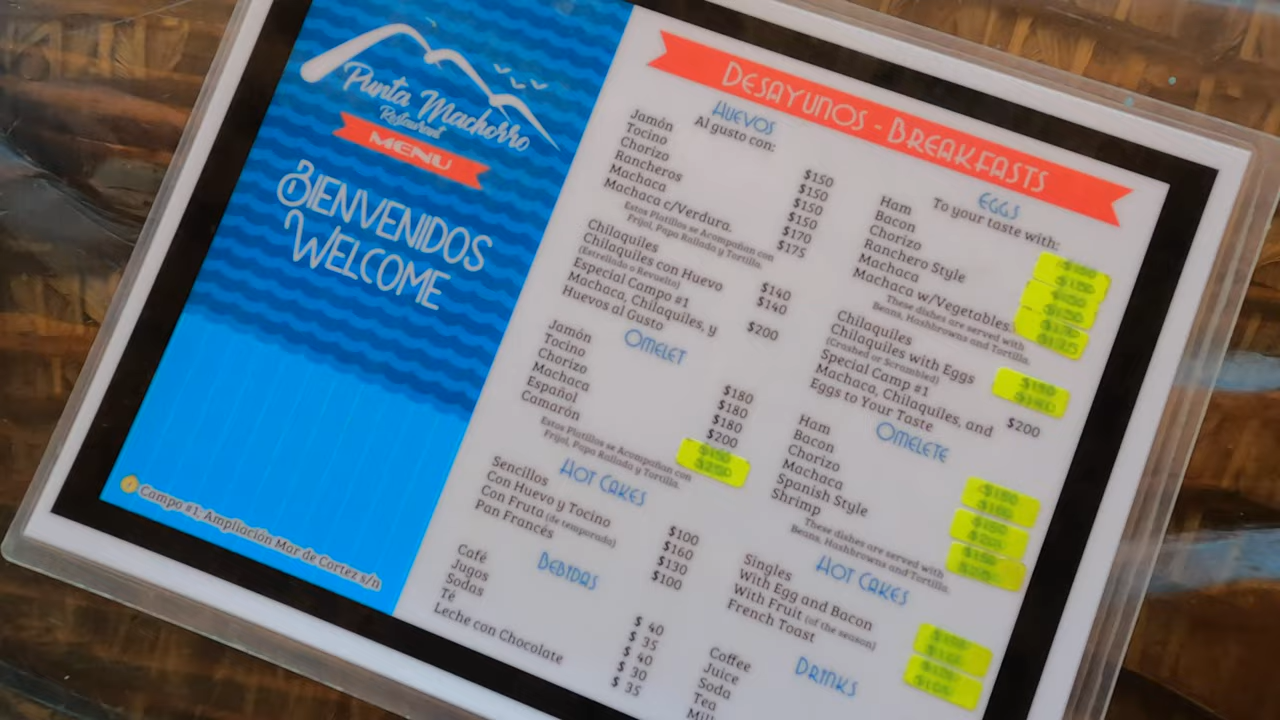 Punta Machorro
Restaurant
MENU
BIENVENIDOS
WELCOME
Campo #1, Ampliación Mar de Cortez s/n
DESAYUNOS - BREAKFASTS
HUEVOS
Al gusto con:
Jamón $150
Tocino $150
Chorizo $150
Rancheros $150
Machaca $170
Machaca c/Verdura. $175
Estos Platillos se Acompañan con
Frijol, Papa Rallada y Tortilla.
Chilaquiles $140
Chilaquiles con Huevo $140
(Estrellado o Revuelto)
Especial Campo #1 $200
Machaca, Chilaquiles, y
Huevos al Gusto
OMELET
Jamón $180
Tocino $180
Chorizo $180
Machaca $200
Español
Camarón
Estos Platillos se Acompañan con
Frijol, Papa Rallada y Tortilla.
HOT CAKES
Sencillos $100
Con Huevo y Tocino $160
Con Fruta (de temporada) $130
Pan Francés $100
BEBIDAS
Café $ 40
Jugos $ 35
Sodas $ 40
Té $ 30
Leche con Chocolate $ 35
EGGS
To your taste with:
Ham
Bacon
Chorizo
Ranchero Style
Machaca
Machaca w/Vegetables.
These dishes are served with
Beans, Hashbrowns and Tortilla.
Chilaquiles
Chilaquiles with Eggs
(Crashed or Scrambled)
Special Camp #1 $200
Machaca, Chilaquiles, and
Eggs to Your Taste
OMELETE
Ham
Bacon
Chorizo
Machaca
Spanish Style
Shrimp
These dishes are served with
Beans, Hashbrowns and Tortilla.
HOT CAKES
Singles
With Egg and Bacon
With Fruit (of the season)
French Toast
DRINKS
Coffee
Juice
Soda
Tea